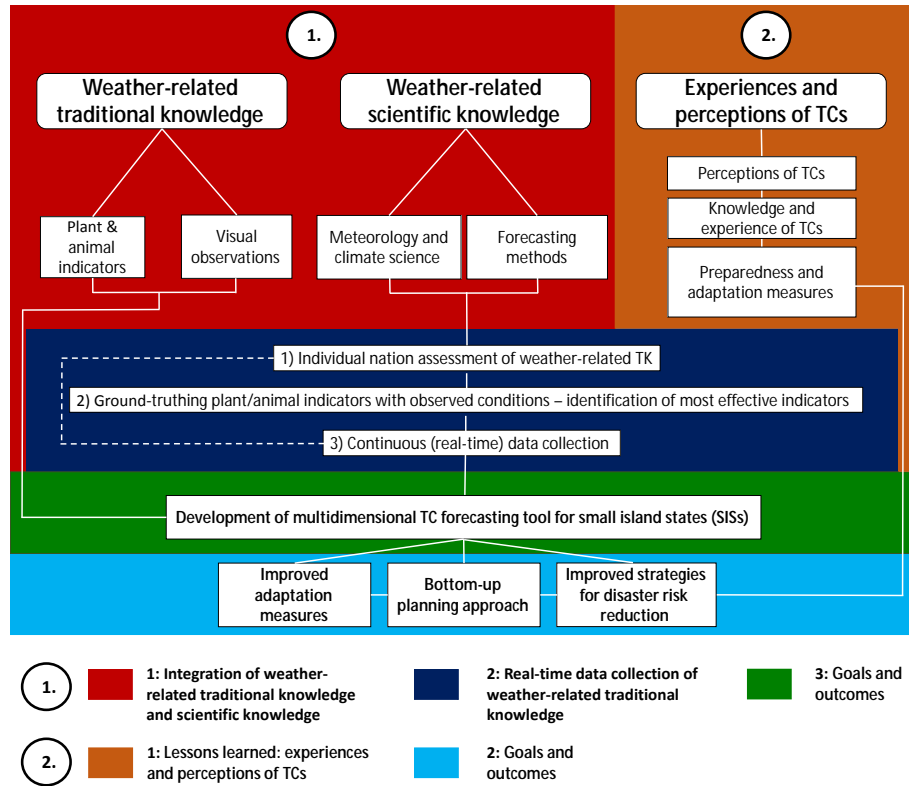 1.
2.
Weather-related
traditional knowledge
Weather-related
scientific knowledge
Experiences and
perceptions of TCs
Plant &
animal
indicators
Visual
observations
Meteorology and
climate science
Forecasting
methods
Perceptions of TCs
Knowledge and
experience of TCs
Preparedness and
adaptation measures
1) Individual nation assessment of weather-related TK
2) Ground-truthing plant/animal indicators with observed conditions – identification of most effective indicators
3) Continuous (real-time) data collection
Development of multidimensional TC forecasting tool for small island states (SISs)
Improved
adaptation
measures
Bottom-up
planning approach
Improved strategies
for disaster risk
reduction
1.
1: Integration of weather-
related traditional knowledge
and scientific knowledge
2: Real-time data collection of
weather-related traditional
knowledge
3: Goals and
outcomes
2.
1: Lessons learned: experiences
and perceptions of TCs
2: Goals and
outcomes